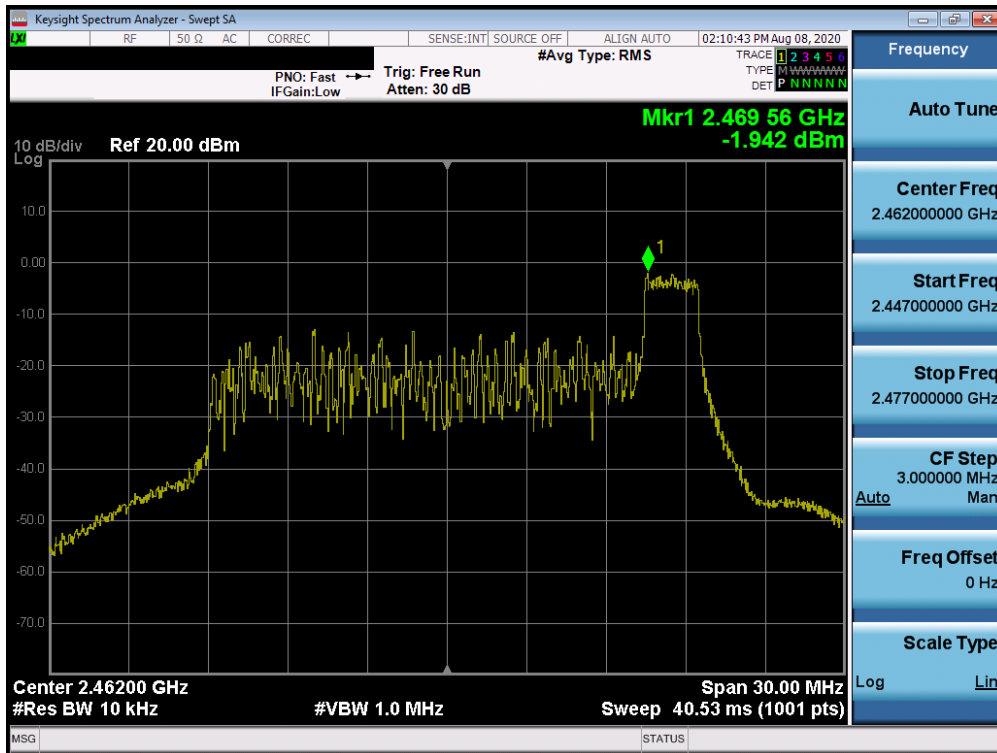 Keysight Spectrum Analyzer - Swept SA
LXI RF 50 Ω AC CORREC SENSE:INT SOURCE OFF ALIGN AUTO 02:10:43 PM Aug 08, 2020
Frequency
#Avg Type: RMS TRACE 1 2 3 4 5 6
PNO: Fast Trig: Free Run TYPE M WWWWW
IFGain:Low Atten: 30 dB DET P N N N N N
Auto Tune
Mkr1 2.469 56 GHz
-1.942 dBm
10 dB/div Ref 20.00 dBm
Log
Center Freq
2.462000000 GHz
10.0
1
0.00
Start Freq
2.447000000 GHz
-10.0
-20.0
Stop Freq
2.477000000 GHz
-30.0
-40.0
CF Step
3.000000 MHz
Auto Man
-50.0
Freq Offset
0 Hz
-60.0
-70.0
Scale Type
Log Lin
Center 2.46200 GHz Span 30.00 MHz
#Res BW 10 kHz #VBW 1.0 MHz Sweep 40.53 ms (1001 pts)
MSG STATUS